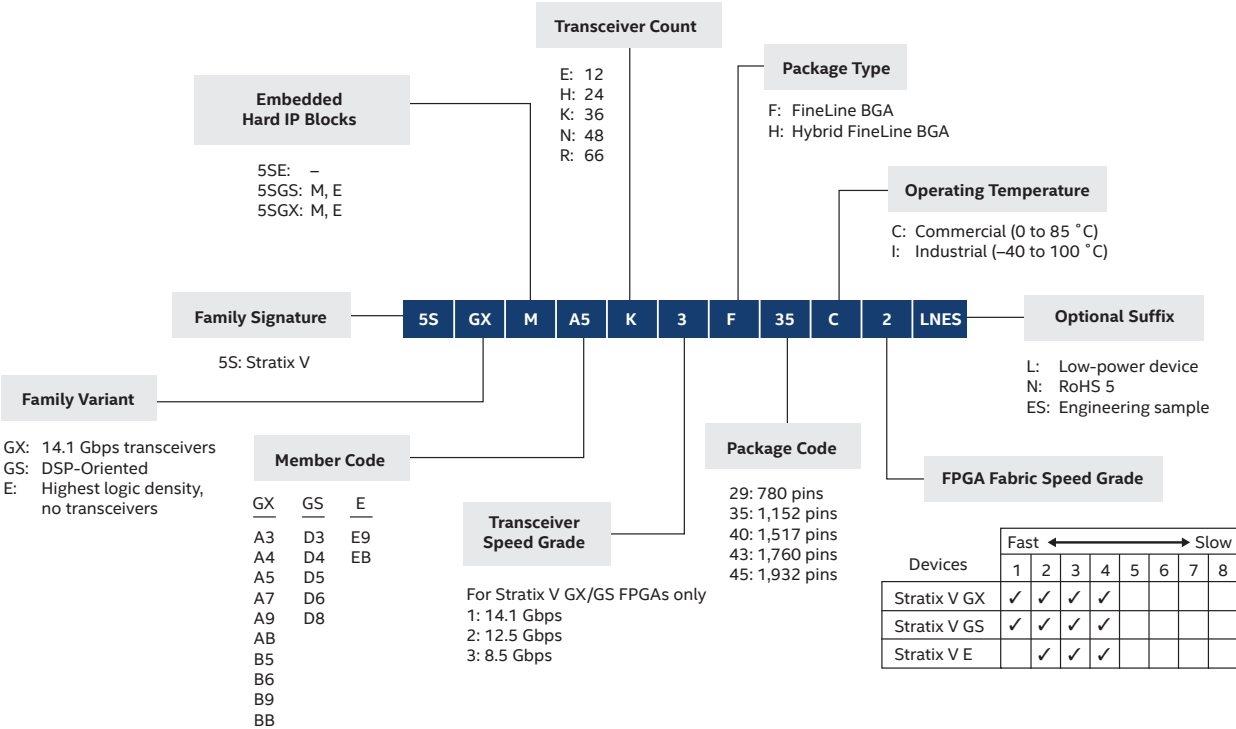 Transceiver Count
E: 12
H: 24
K: 36
N: 48
R: 66
Package Type
F: FineLine BGA
H: Hybrid FineLine BGA
Embedded
Hard IP Blocks
5SE: –
5SGS: M, E
5SGX: M, E
Operating Temperature
C: Commercial (0 to 85 ˚C)
I: Industrial (–40 to 100 ˚C)
Family Signature
5S: Stratix V
5S GX M A5 K 3 F 35 C 2 LNES
Optional Suffix
L: Low-power device
N: RoHS 5
ES: Engineering sample
Family Variant
GX: 14.1 Gbps transceivers
GS: DSP-Oriented
E: Highest logic density,
no transceivers
Member Code
GX GS E
A3 D3 E9
A4 D4 EB
A5 D5
A7 D6
A9 D8
AB
B5
B6
B9
BB
Transceiver
Speed Grade
For Stratix V GX/GS FPGAs only
1: 14.1 Gbps
2: 12.5 Gbps
3: 8.5 Gbps
Package Code
29: 780 pins
35: 1,152 pins
40: 1,517 pins
43: 1,760 pins
45: 1,932 pins
FPGA Fabric Speed Grade
Fast Slow
Devices 1 2 3 4 5 6 7 8
Stratix V GX ✓ ✓ ✓ ✓
Stratix V GS ✓ ✓ ✓ ✓
Stratix V E ✓ ✓ ✓